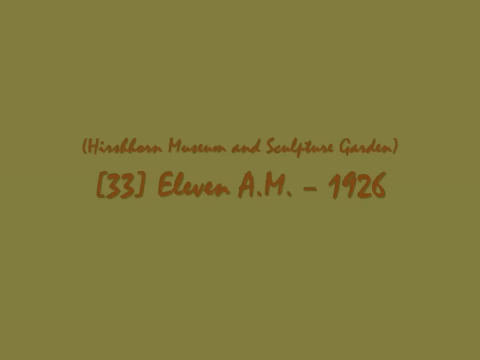 (Hirshhorn Museum and Sculpture Garden)
[33] Eleven A.M. – 1926